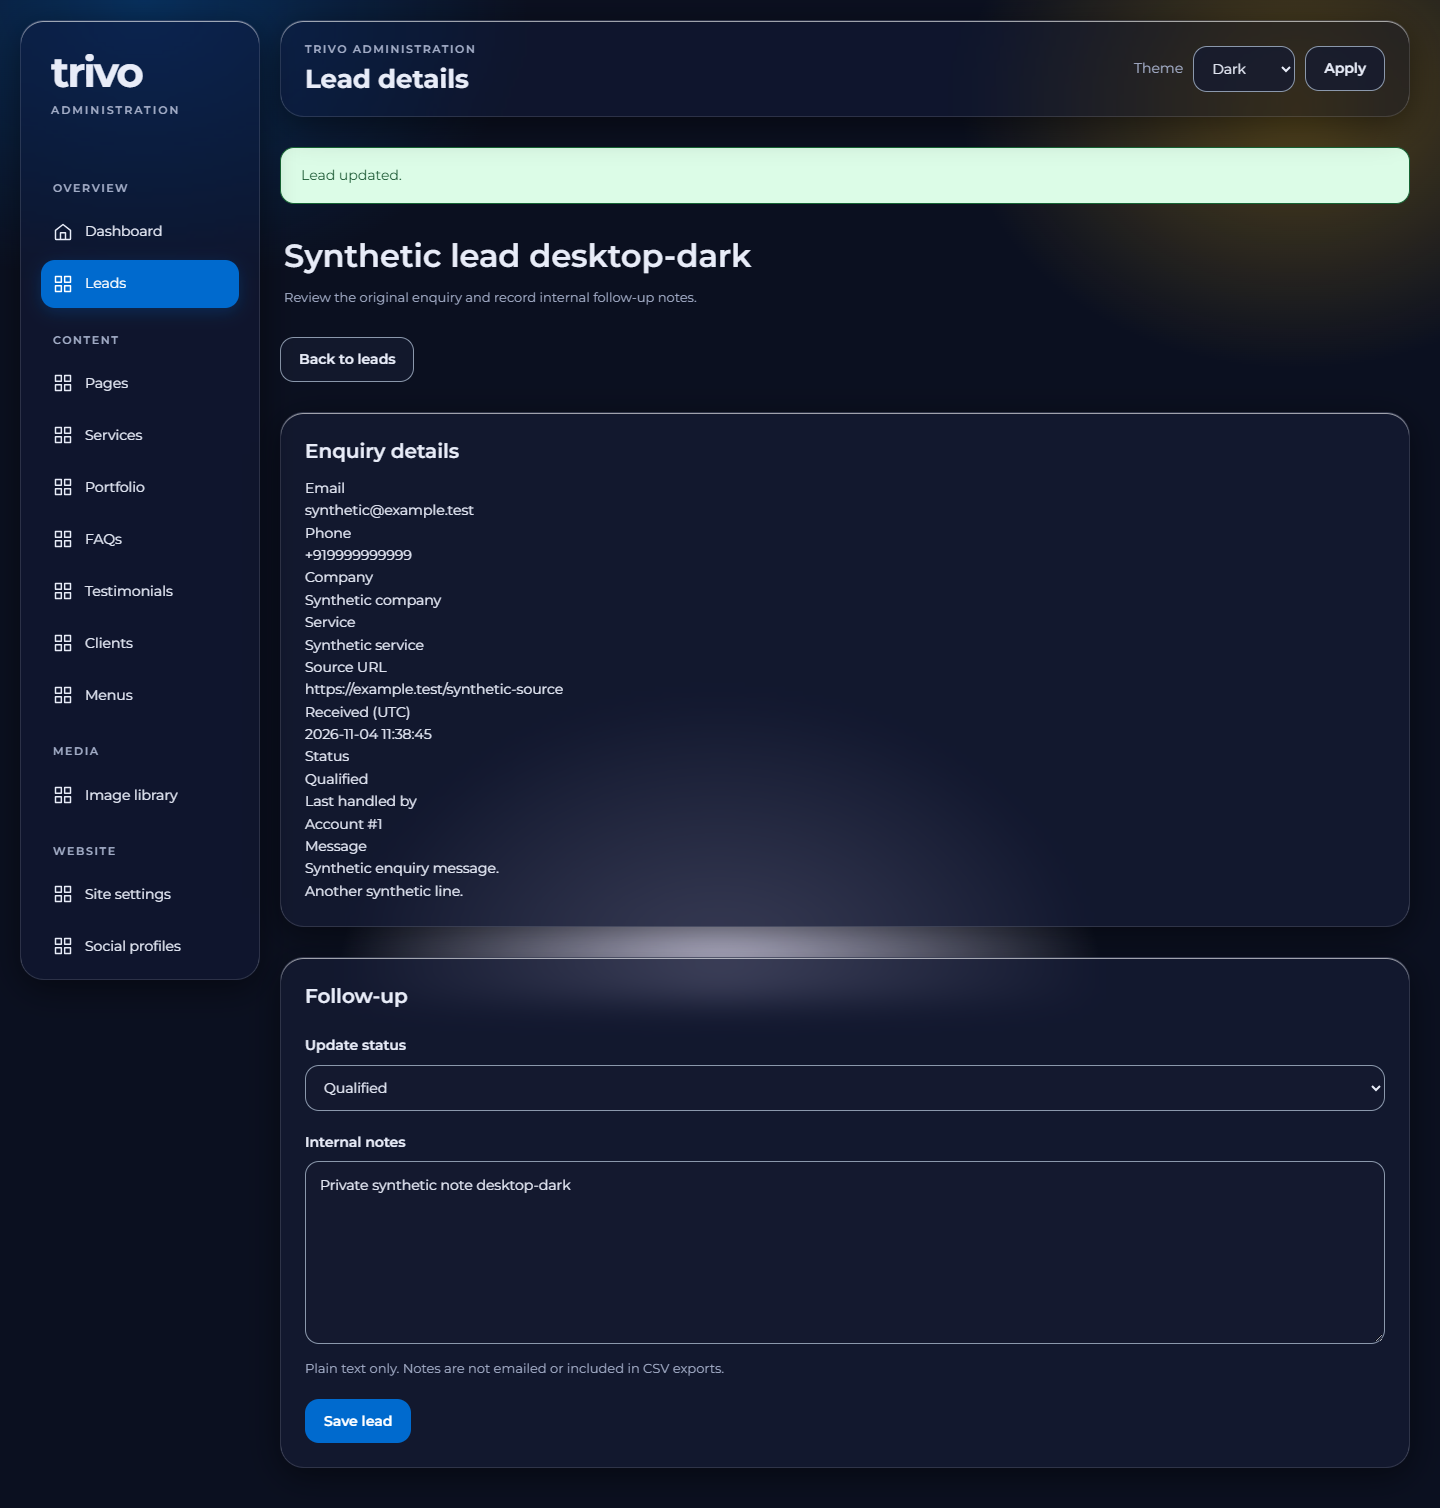 trivo
ADMINISTRATION
OVERVIEW
Dashboard
Leads
CONTENT
Pages
Services
Portfolio
FAQs
Testimonials
Clients
Menus
MEDIA
Image library
WEBSITE
Site settings
Social profiles
TRIVO ADMINISTRATION
Lead details
Theme
Dark
Apply
Lead updated.
Synthetic lead desktop-dark
Review the original enquiry and record internal follow-up notes.
Back to leads
Enquiry details
Email
synthetic@example.test
Phone
+919999999999
Company
Synthetic company
Service
Synthetic service
Source URL
https://example.test/synthetic-source
Received (UTC)
2026-11-04 11:38:45
Status
Qualified
Last handled by
Account #1
Message
Synthetic enquiry message.
Another synthetic line.
Follow-up
Update status
Qualified
Internal notes
Private synthetic note desktop-dark
Plain text only. Notes are not emailed or included in CSV exports.
Save lead